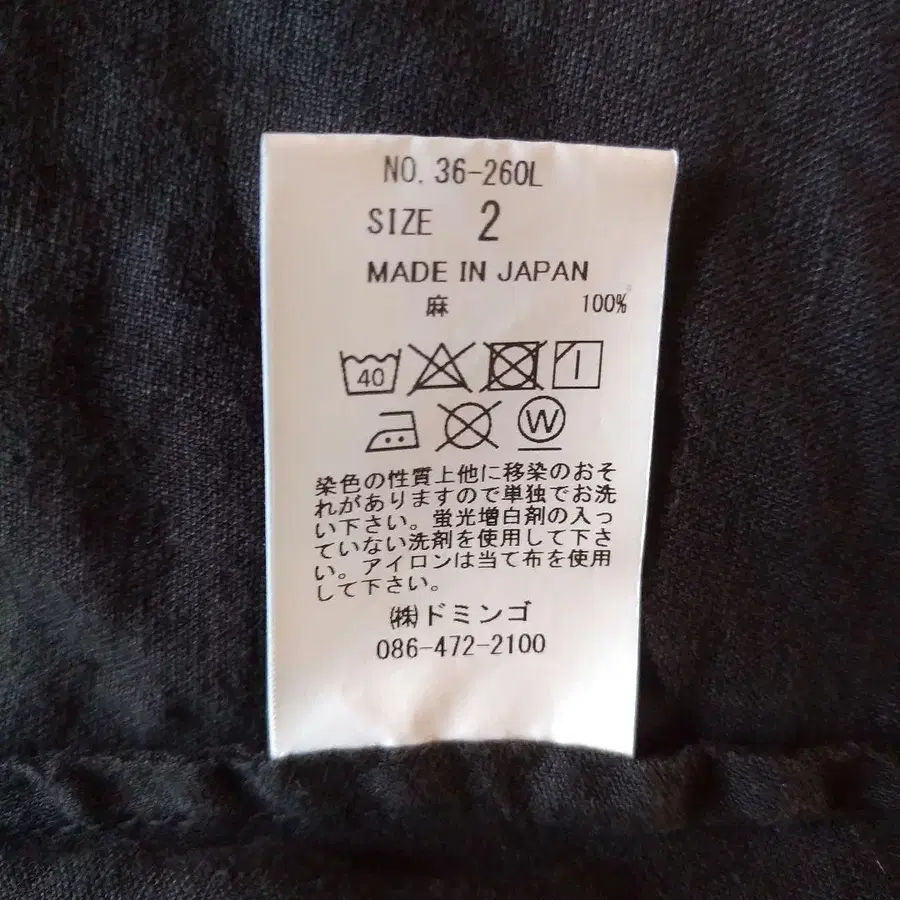 NO. 36-260L
SIZE 2
MADE IN JAPAN
麻 100%
40
W
染色の性質上他に移染のおそ
れがありますので単独でお洗
い下さい。蛍光増白剤の入っ
ていない洗剤を使用して下さ
い。アイロンは当て布を使用
して下さい。
㈱ドミンゴ
086-472-2100